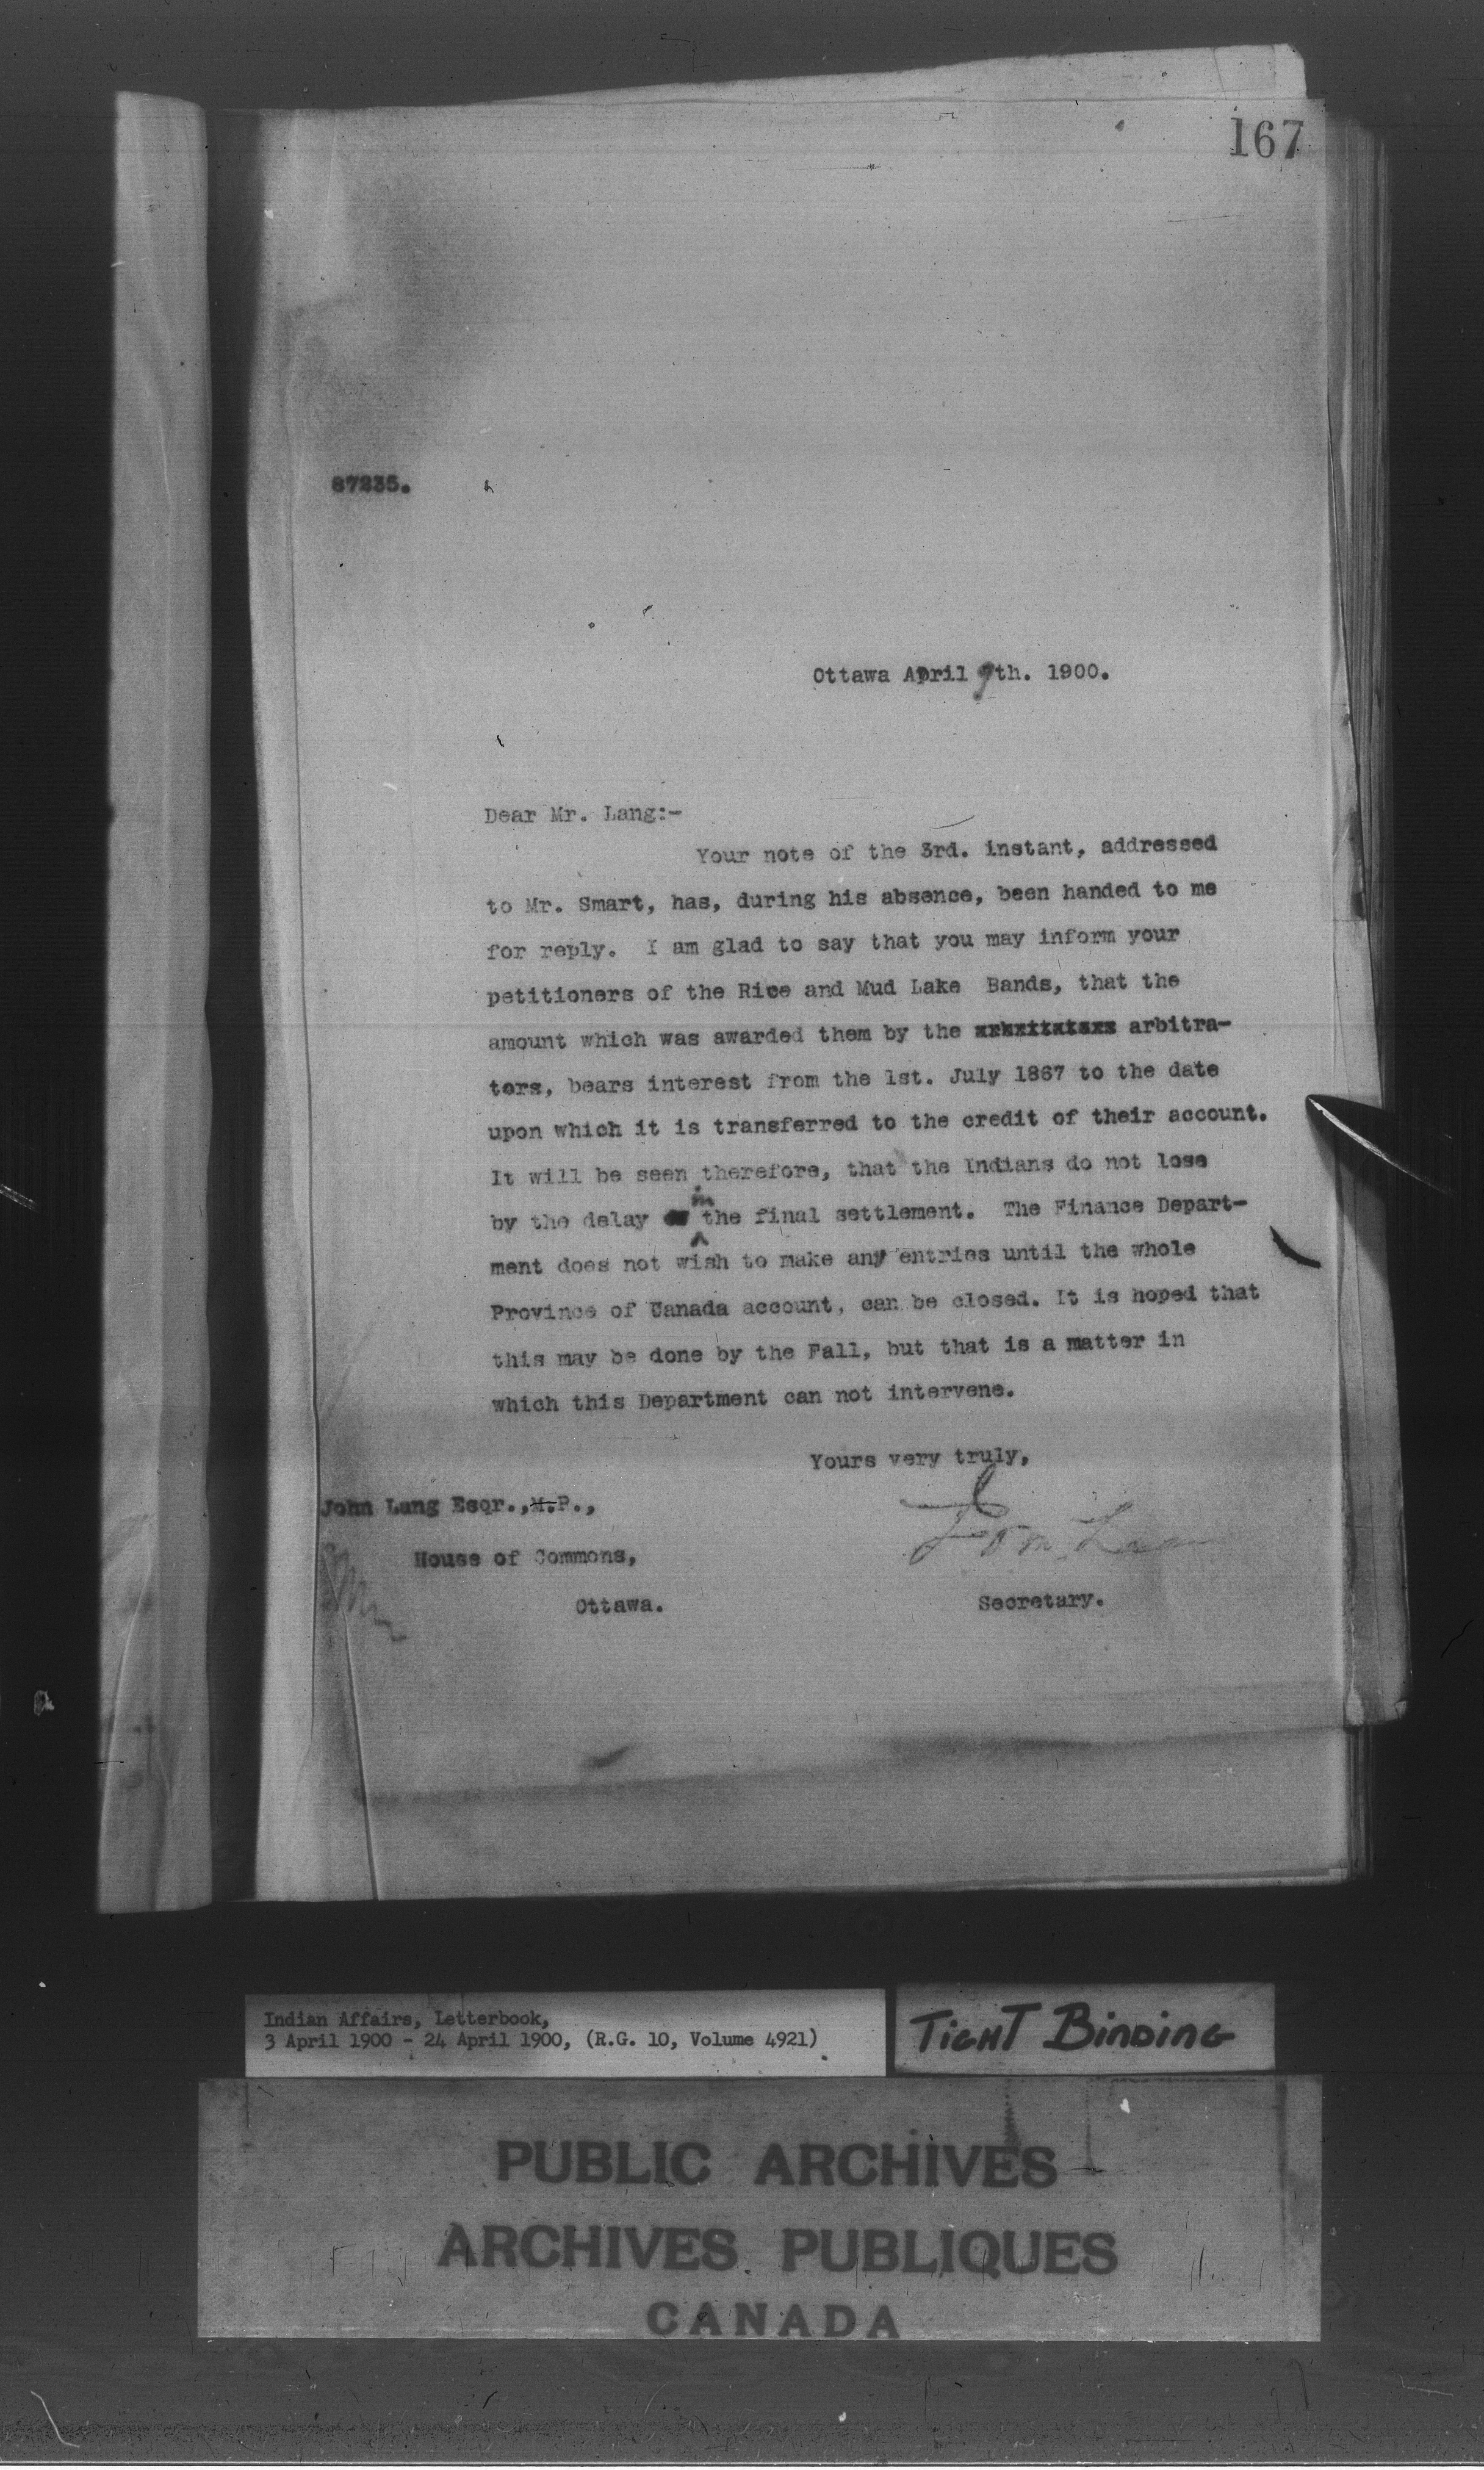 167
87235.
Ottawa April 9th. 1900.
Dear Mr. Lang:-
Your note of the 3rd. instant, addressed
to Mr. Smart, has, during his absence, been handed to me
for reply. I am glad to say that you may inform your
petitioners of the Rice and Mud Lake Bands, that the
amount which was awarded them by the arbitra-
tors, bears interest from the 1st. July 1867 to the date
upon which it is transferred to the credit of their account.
It will be seen therefore, that the Indians do not lose
in
by the delay the final settlement. The Finance Depart-
ment does not wish to make any entries until the whole
Province of Canada account, can be closed. It is hoped that
this may be done by the Fall, but that is a matter in
which this Department can not intervene.
Yours very truly,
John Lang Esqr., M.P.,
House of Commons,
Ottawa.
Secretary.
Indian Affairs, Letterbook,
3 April 1900 - 24 April 1900, (R.G. 10, Volume 4921)
TIGHT BINDING
PUBLIC ARCHIVES
ARCHIVES PUBLIQUES
CANADA